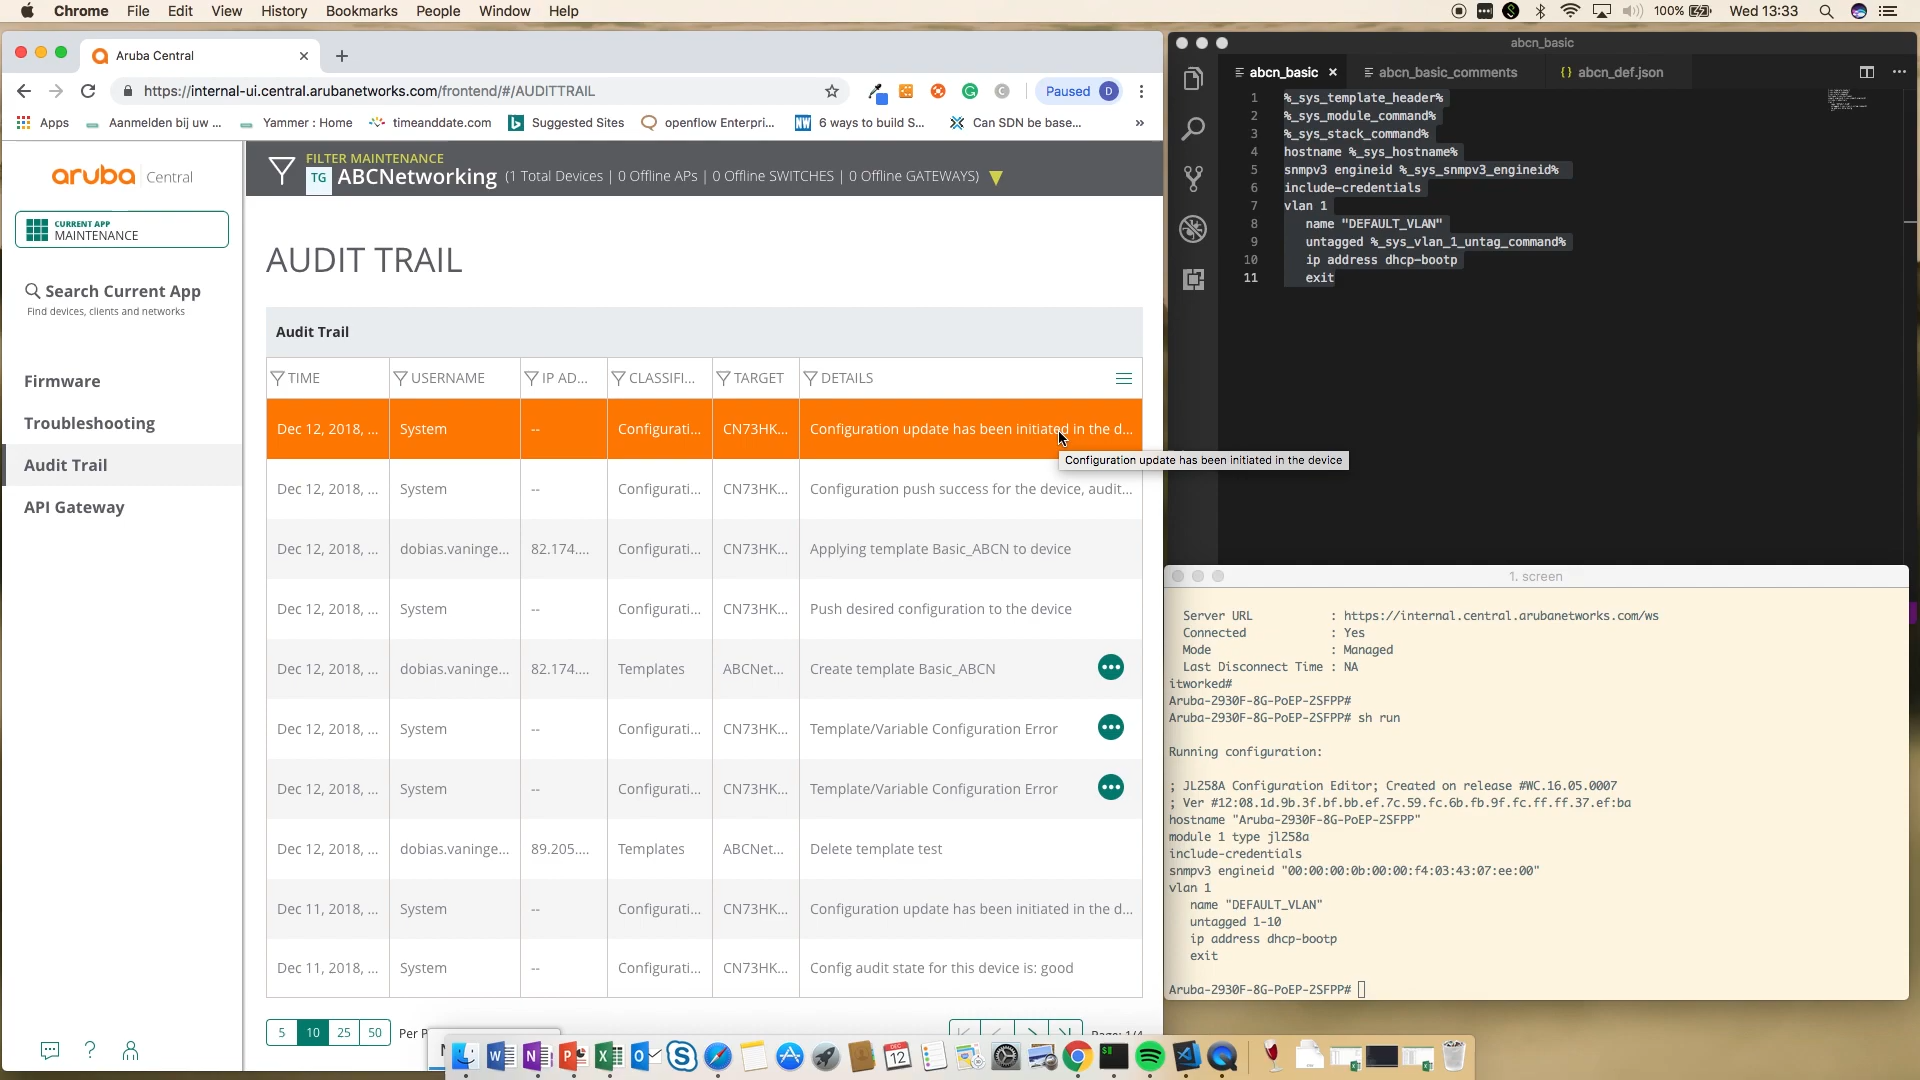 Chrome File Edit View History Bookmarks People Window Help 100% Wed 13:33
Aruba Central
https://internal-ui.central.arubanetworks.com/frontend/#/AUDITTRAIL Paused D
Apps Aanmelden bij uw ... Yammer : Home timeanddate.com Suggested Sites openflow Enterpri... 6 ways to build S... Can SDN be base... »
aruba Central
CURRENT APP
MAINTENANCE
Search Current App
Find devices, clients and networks
Firmware
Troubleshooting
Audit Trail
API Gateway
FILTER MAINTENANCE
TG ABCNetworking (1 Total Devices | 0 Offline APs | 0 Offline SWITCHES | 0 Offline GATEWAYS)
AUDIT TRAIL
Audit Trail
TIME USERNAME IP AD... CLASSIFI... TARGET DETAILS
Dec 12, 2018, ... System -- Configurati... CN73HK... Configuration update has been initiated in the d...
Configuration update has been initiated in the device
Dec 12, 2018, ... System -- Configurati... CN73HK... Configuration push success for the device, audit...
Dec 12, 2018, ... dobias.vaninge... 82.174.... Configurati... CN73HK... Applying template Basic_ABCN to device
Dec 12, 2018, ... System -- Configurati... CN73HK... Push desired configuration to the device
Dec 12, 2018, ... dobias.vaninge... 82.174.... Templates ABCNet... Create template Basic_ABCN
Dec 12, 2018, ... System -- Configurati... CN73HK... Template/Variable Configuration Error
Dec 12, 2018, ... System -- Configurati... CN73HK... Template/Variable Configuration Error
Dec 12, 2018, ... dobias.vaninge... 89.205.... Templates ABCNet... Delete template test
Dec 11, 2018, ... System -- Configurati... CN73HK... Configuration update has been initiated in the d...
Dec 11, 2018, ... System -- Configurati... CN73HK... Config audit state for this device is: good
5 10 25 50 Per P
abcn_basic
abcn_basic abcn_basic_comments {} abcn_def.json
1 %_sys_template_header%
2 %_sys_module_command%
3 %_sys_stack_command%
4 hostname %_sys_hostname%
5 snmpv3 engineid %_sys_snmpv3_engineid%
6 include-credentials
7 vlan 1
8 name "DEFAULT_VLAN"
9 untagged %_sys_vlan_1_untag_command%
10 ip address dhcp-bootp
11 exit
1. screen
Server URL : https://internal.central.arubanetworks.com/ws
Connected : Yes
Mode : Managed
Last Disconnect Time : NA
itworked#
Aruba-2930F-8G-PoEP-2SFPP#
Aruba-2930F-8G-PoEP-2SFPP# sh run
Running configuration:
; JL258A Configuration Editor; Created on release #WC.16.05.0007
; Ver #12:08.1d.9b.3f.bf.bb.ef.7c.59.fc.6b.fb.9f.fc.ff.ff.37.ef:ba
hostname "Aruba-2930F-8G-PoEP-2SFPP"
module 1 type jl258a
include-credentials
snmpv3 engineid "00:00:00:0b:00:00:f4:03:43:07:ee:00"
vlan 1
name "DEFAULT_VLAN"
untagged 1-10
ip address dhcp-bootp
exit
Aruba-2930F-8G-PoEP-2SFPP#